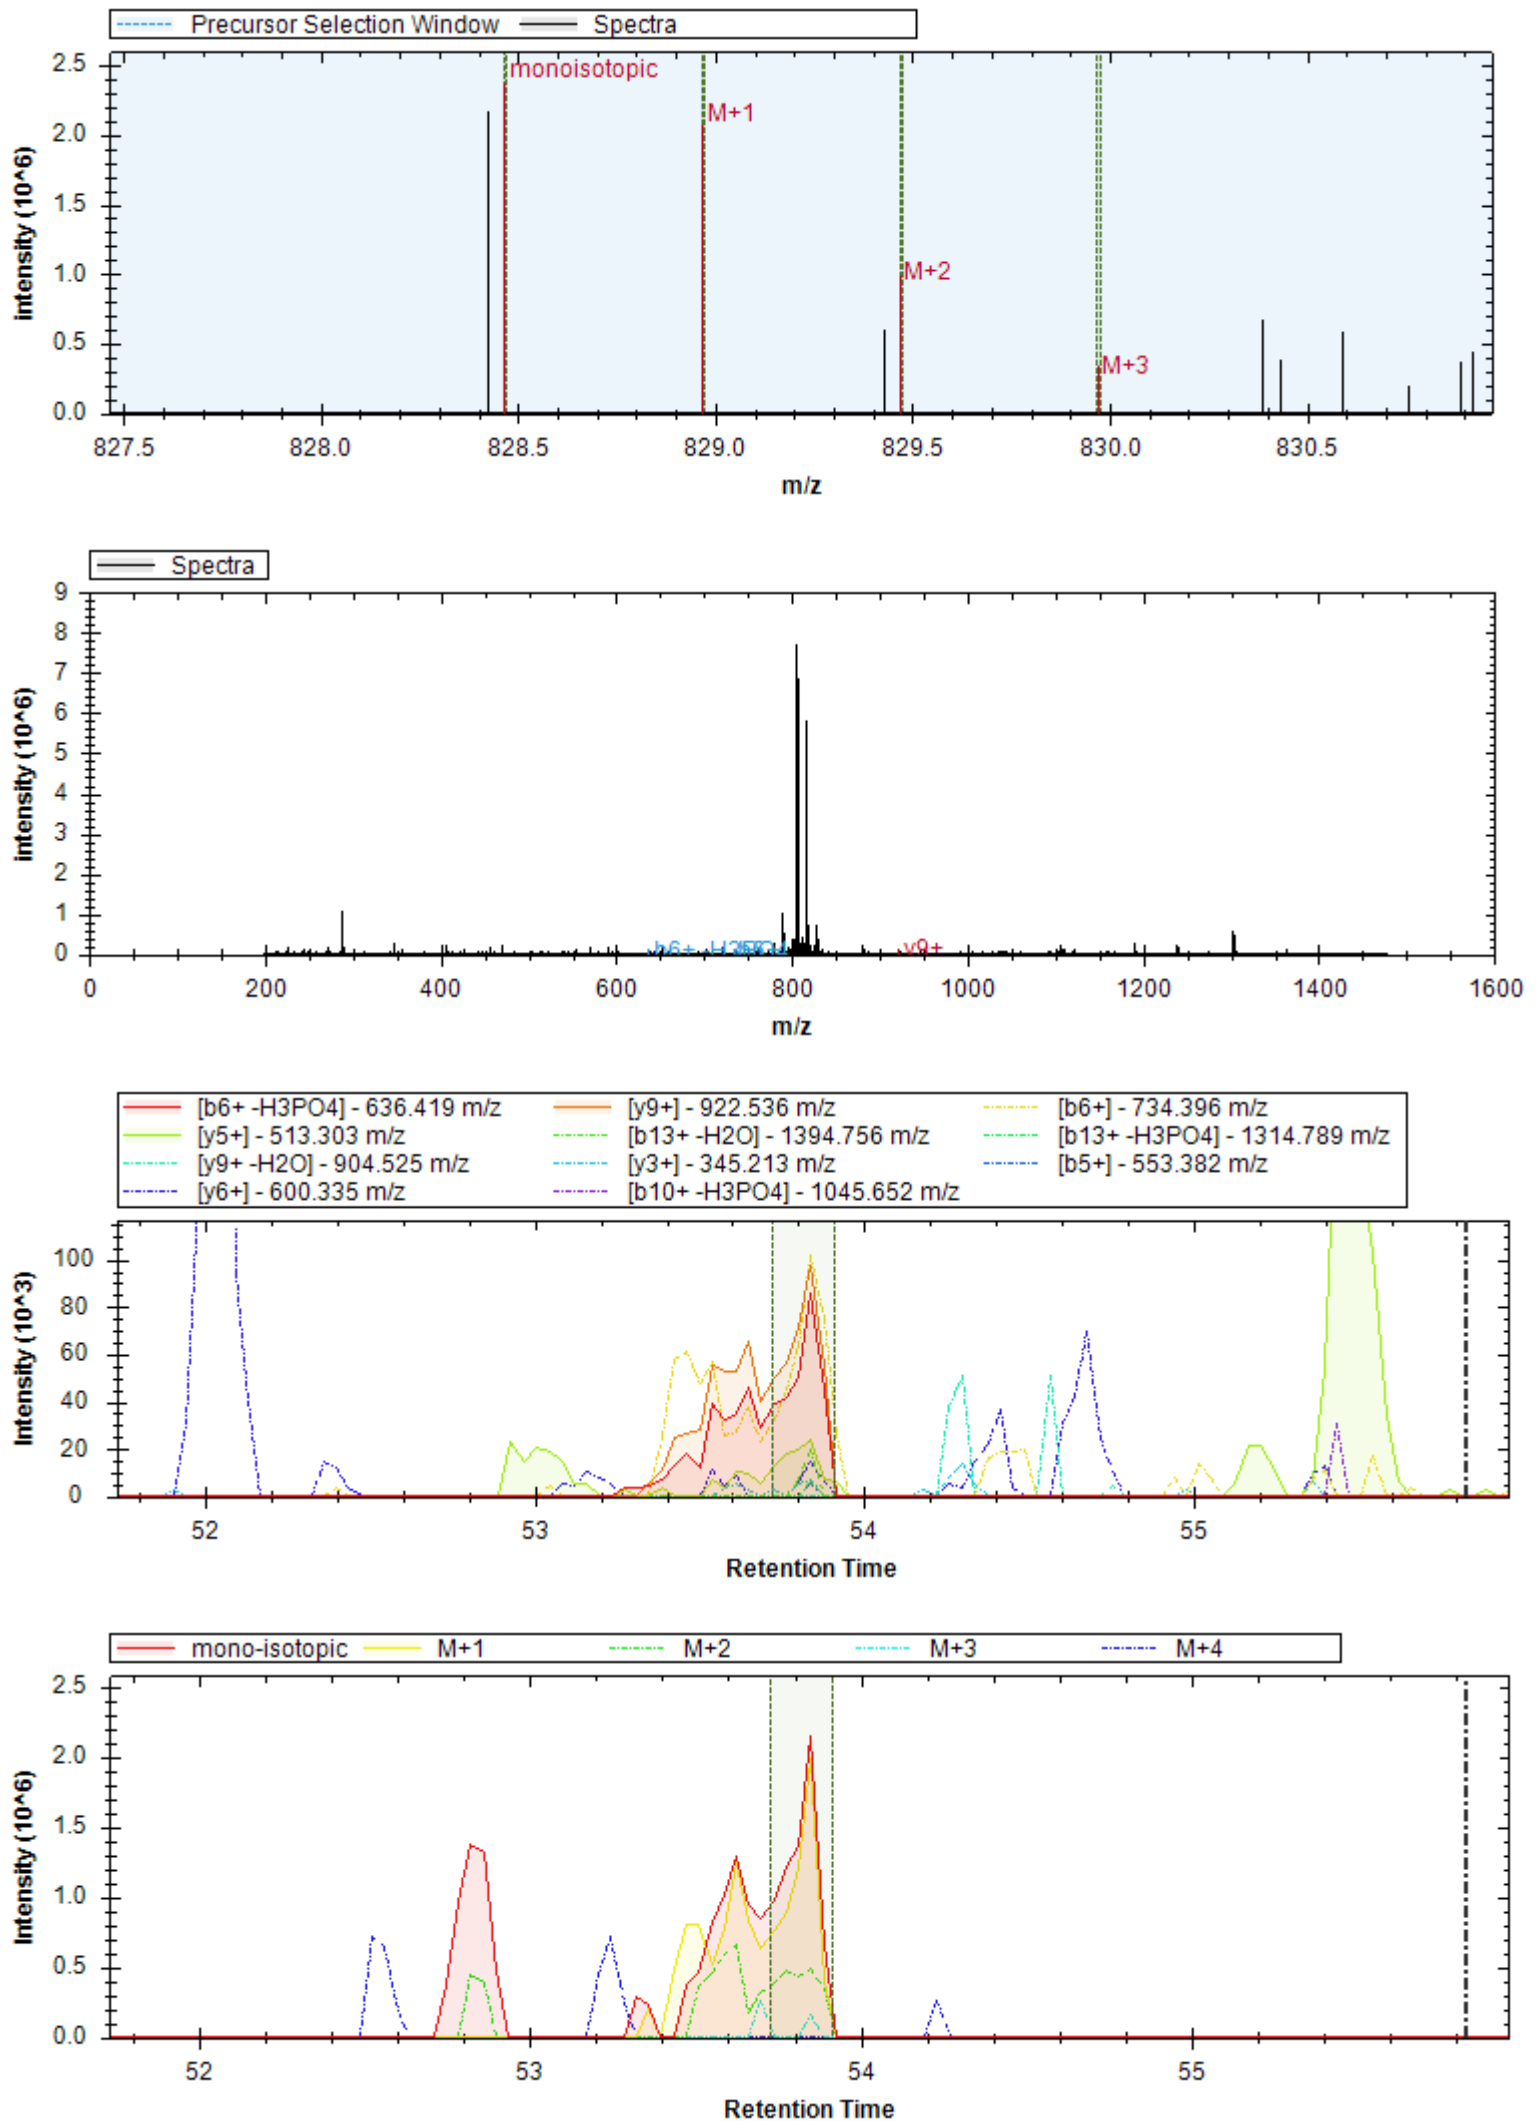 Precursor Selection Window Spectra
2.5
2.0
1.5
1.0
0.5
0.0
intensity (10^6)
monoisotopic
M+1
M+2
M+3
827.5 828.0 828.5 829.0 829.5 830.0 830.5
m/z
Spectra
9
8
7
6
5
4
3
2
1
0
intensity (10^6)
y9+
0 200 400 600 800 1000 1200 1400 1600
m/z
[b6+ -H3PO4] - 636.419 m/z [y9+] - 922.536 m/z [b6+] - 734.396 m/z
[y5+] - 513.303 m/z [b13+ -H2O] - 1394.756 m/z [b13+ -H3PO4] - 1314.789 m/z
[y9+ -H2O] - 904.525 m/z [y3+] - 345.213 m/z [b5+] - 553.382 m/z
[y6+] - 600.335 m/z [b10+ -H3PO4] - 1045.652 m/z
100
80
60
40
20
0
Intensity (10^3)
52 53 54 55
Retention Time
mono-isotopic M+1 M+2 M+3 M+4
2.5
2.0
1.5
1.0
0.5
0.0
Intensity (10^6)
52 53 54 55
Retention Time